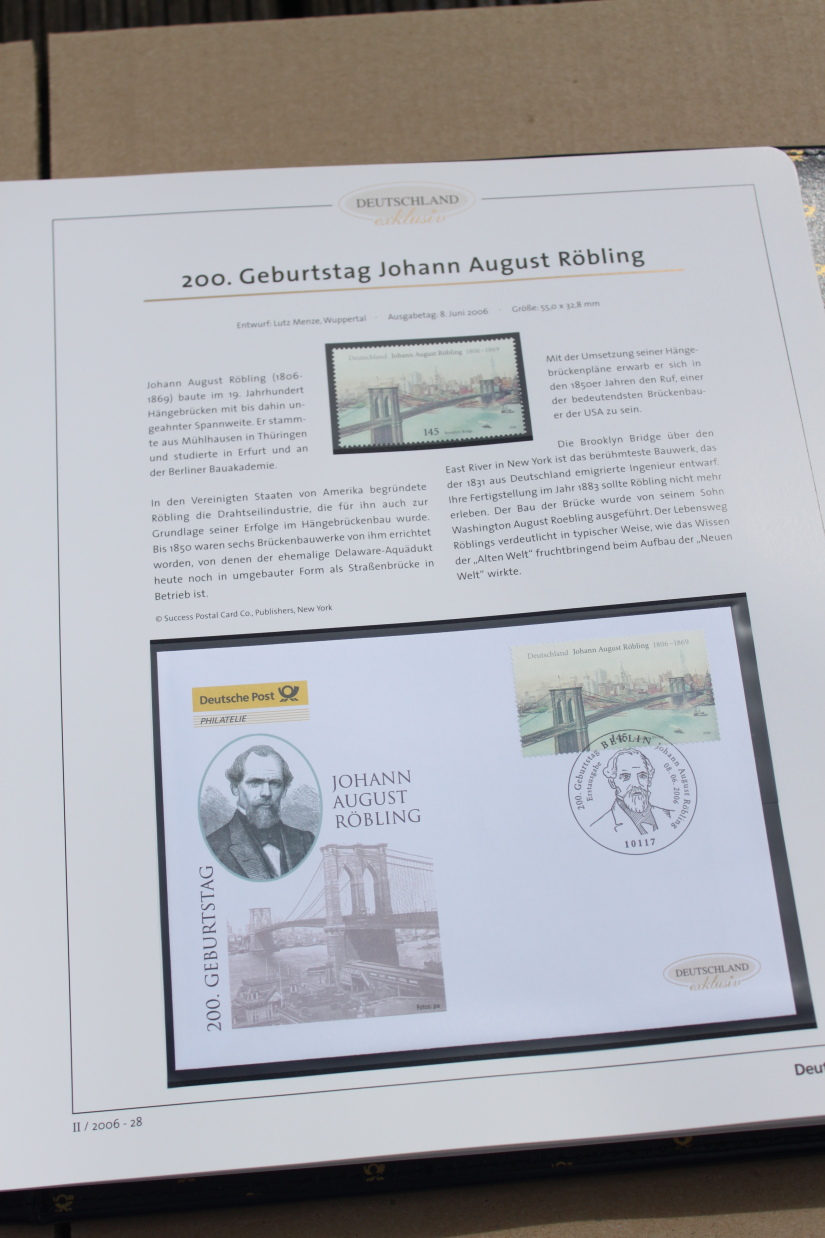 DEUTSCHLAND
exklusiv
200. Geburtstag Johann August Röbling
Entwurf: Lutz Menze, Wuppertal · Ausgabetag: 8. Juni 2006 · Größe: 55,0 x 32,8 mm
Johann August Röbling (1806-
1869) baute im 19. Jahrhundert
Hängebrücken mit bis dahin un-
geahnter Spannweite. Er stamm-
te aus Mühlhausen in Thüringen
und studierte in Erfurt und an
der Berliner Bauakademie.
In den Vereinigten Staaten von Amerika begründete
Röbling die Drahtseilindustrie, die für ihn auch zur
Grundlage seiner Erfolge im Hängebrückenbau wurde.
Bis 1850 waren sechs Brückenbauwerke von ihm errichtet
worden, von denen der ehemalige Delaware-Aquädukt
heute noch in umgebauter Form als Straßenbrücke in
Betrieb ist.
© Success Postal Card Co., Publishers, New York
Deutschland Johann August Röbling 1806–1869
145 Brooklyn Bridge
Mit der Umsetzung seiner Hänge-
brückenpläne erwarb er sich in
den 1850er Jahren den Ruf, einer
der bedeutendsten Brückenbau-
er der USA zu sein.
Die Brooklyn Bridge über den
East River in New York ist das berühmteste Bauwerk, das
der 1831 aus Deutschland emigrierte Ingenieur entwarf.
Ihre Fertigstellung im Jahr 1883 sollte Röbling nicht mehr
erleben. Der Bau der Brücke wurde von seinem Sohn
Washington August Roebling ausgeführt. Der Lebensweg
Röblings verdeutlicht in typischer Weise, wie das Wissen
der „Alten Welt" fruchtbringend beim Aufbau der „Neuen
Welt" wirkte.
Deutsche Post
PHILATELIE
JOHANN
AUGUST
RÖBLING
200. GEBURTSTAG
Deutschland Johann August Röbling 1806–1869
145
BERLIN
200. Geburtstag Johann August Röbling
Erstausgabe
08.06.2006
10117
DEUTSCHLAND
exklusiv
II / 2006 - 28